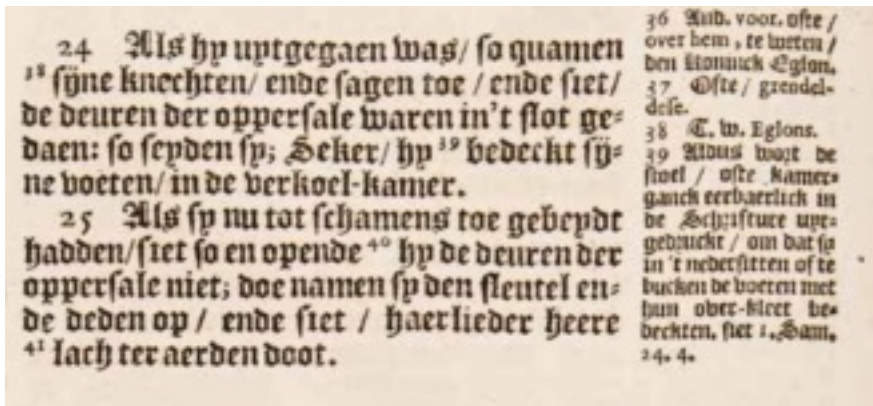 24 Als hy uytgegaen was/ so quamen
38 sijne knechten/ ende sagen toe / ende siet/
de deuren der oppersale waren in't slot ge-
daen: so seyden sy; Seker/ hy 39 bedeckt sij-
ne voeten/ in de verkoel-kamer.
25 Als sy nu tot schamens toe gebeydt
hadden/ siet so en opende 40 hy de deuren der
oppersale niet; doe namen sy den sleutel en-
de deden op / ende siet / haerlieder heere
41 lach ter aerden doot.
36 And. voor. ofte /
over hem, te weten /
den Konink Eglon.
37 Ofte / grendel-
dese.
38 T. w. Eglons.
39 Aldus wort de
stoel / ofte kamer-
ganck eerbaerlick in
de Schrifture uyt-
gedruckt / om dat sy
in 't nedersitten of te
bucken de voeten met
hun over-kleet be-
deckten. siet 1. Sam.
24. 4.